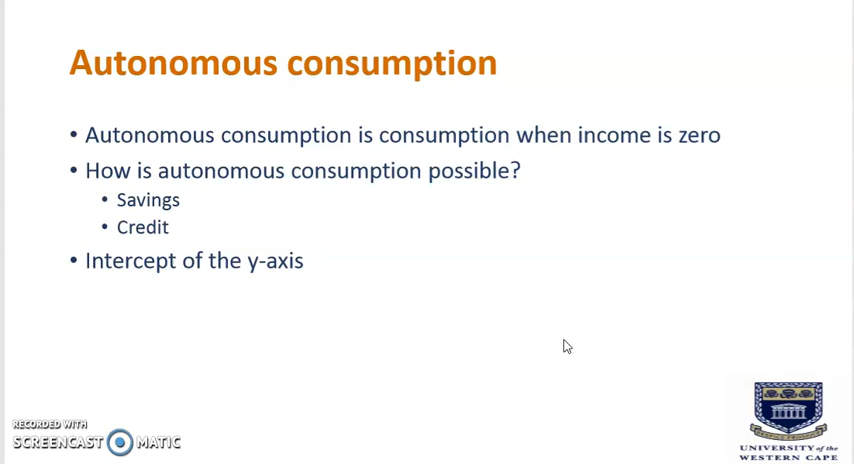 Autonomous consumption
• Autonomous consumption is consumption when income is zero
• How is autonomous consumption possible?
• Savings
• Credit
• Intercept of the y-axis
RECORDED WITH
SCREENCAST MATIC
UNIVERSITY of the
WESTERN CAPE